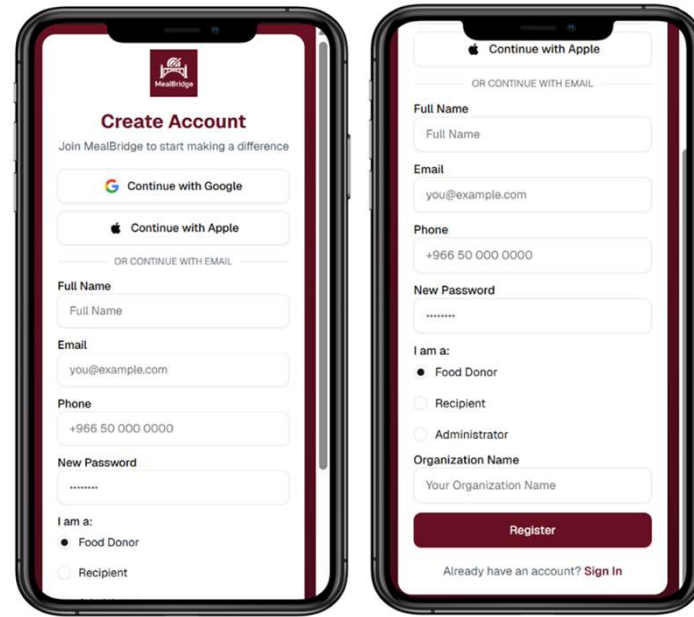 MealBridge
Create Account
Join MealBridge to start making a difference
Continue with Google
Continue with Apple
OR CONTINUE WITH EMAIL
Full Name
Full Name
Email
you@example.com
Phone
+966 50 000 0000
New Password
••••••••
I am a:
Food Donor
Recipient
Continue with Apple
OR CONTINUE WITH EMAIL
Full Name
Full Name
Email
you@example.com
Phone
+966 50 000 0000
New Password
••••••••
I am a:
Food Donor
Recipient
Administrator
Organization Name
Your Organization Name
Register
Already have an account? Sign In